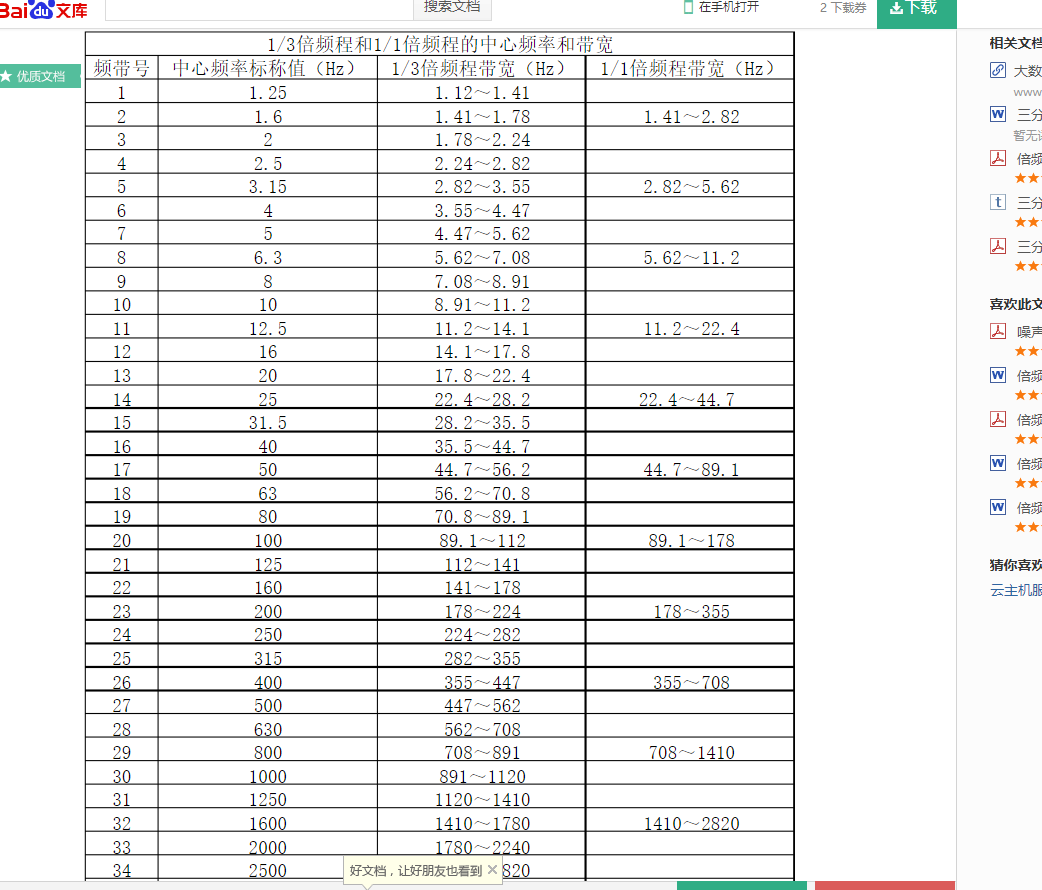 Bai du 文库
搜索文档
在手机打开
2 下载券
下载
优质文档
1/3倍频程和1/1倍频程的中心频率和带宽
频带号 中心频率标称值（Hz） 1/3倍频程带宽（Hz） 1/1倍频程带宽（Hz）
1 1.25 1.12～1.41
2 1.6 1.41～1.78 1.41～2.82
3 2 1.78～2.24
4 2.5 2.24～2.82
5 3.15 2.82～3.55 2.82～5.62
6 4 3.55～4.47
7 5 4.47～5.62
8 6.3 5.62～7.08 5.62～11.2
9 8 7.08～8.91
10 10 8.91～11.2
11 12.5 11.2～14.1 11.2～22.4
12 16 14.1～17.8
13 20 17.8～22.4
14 25 22.4～28.2 22.4～44.7
15 31.5 28.2～35.5
16 40 35.5～44.7
17 50 44.7～56.2 44.7～89.1
18 63 56.2～70.8
19 80 70.8～89.1
20 100 89.1～112 89.1～178
21 125 112～141
22 160 141～178
23 200 178～224 178～355
24 250 224～282
25 315 282～355
26 400 355～447 355～708
27 500 447～562
28 630 562～708
29 800 708～891 708～1410
30 1000 891～1120
31 1250 1120～1410
32 1600 1410～1780 1410～2820
33 2000 1780～2240
34 2500 820
好文档，让好朋友也看到
相关文档
大数
www
W 三分
暂无
倍频
t 三分
三分
喜欢此文
噪声
W 倍频
倍频
W 倍频
W 倍频
猜你喜欢
云主机服